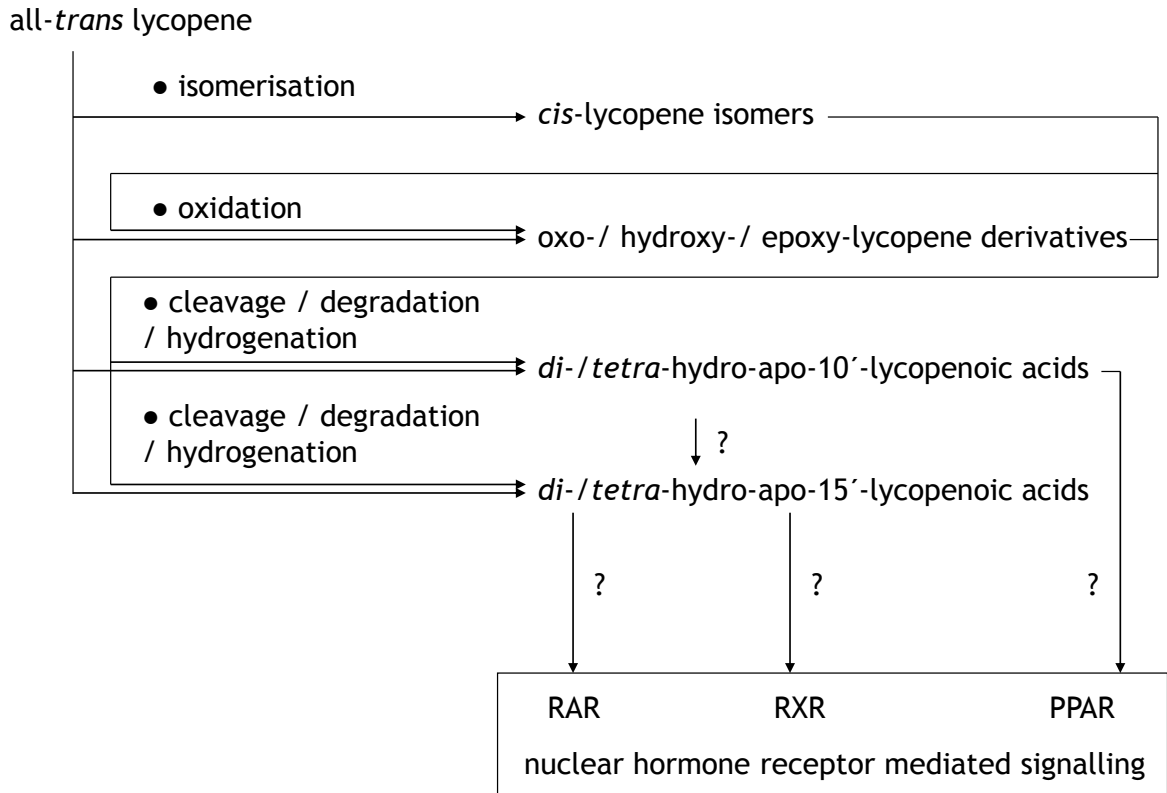 all-trans lycopene
● isomerisation
cis-lycopene isomers
● oxidation
oxo-/ hydroxy-/ epoxy-lycopene derivatives
● cleavage / degradation
/ hydrogenation
di-/tetra-hydro-apo-10´-lycopenoic acids
● cleavage / degradation
/ hydrogenation
?
di-/tetra-hydro-apo-15´-lycopenoic acids
? ? ?
RAR RXR PPAR
nuclear hormone receptor mediated signalling